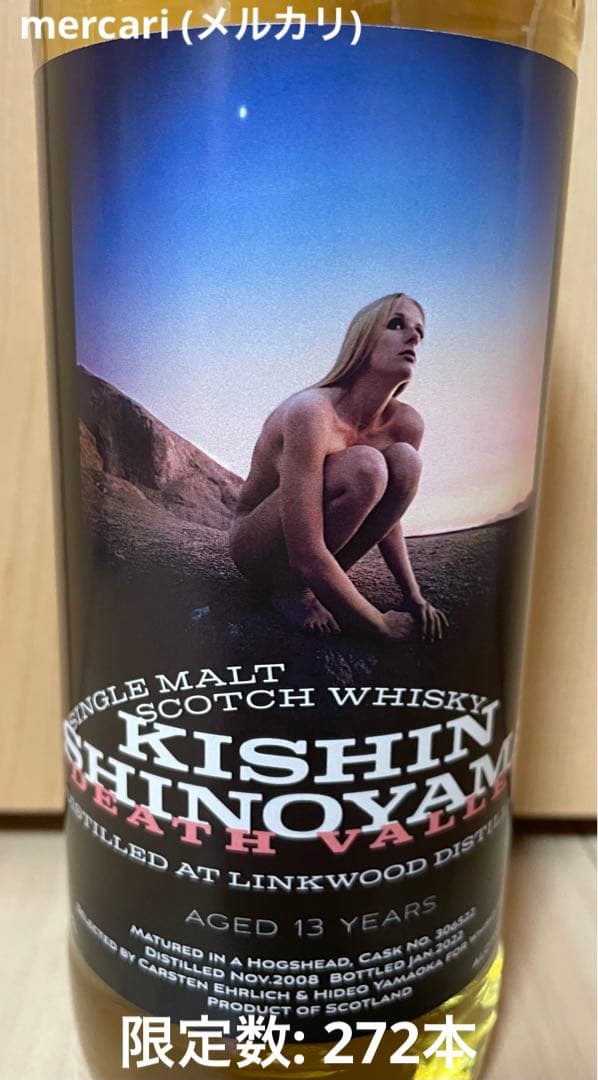 mercari (メルカリ)
SINGLE MALT
SCOTCH WHISKY
KISHIN
SHINOYAM
DEATH VALLE
DISTILLED AT LINKWOOD DISTIL
AGED 13 YEARS
MATURED IN A HOGSHEAD, CASK NO. 306522
DISTILLED NOV.2008 BOTTLED JAN.2022
SELECTED BY CARSTEN EHRLICH & HIDEO YAMAOKA FOR
PRODUCT OF SCOTLAND
限定数: 272本